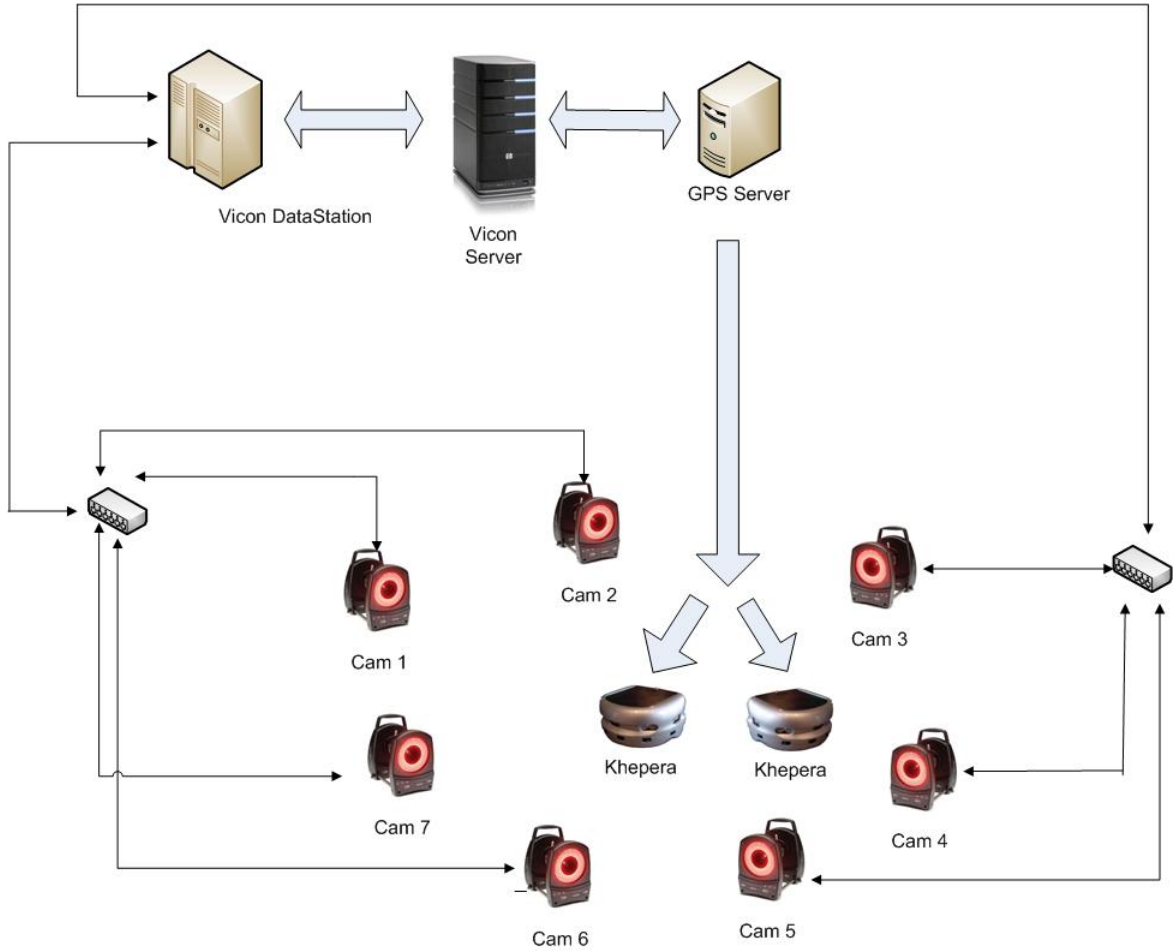 Vicon DataStation
Vicon
Server
GPS Server
Cam 2
Cam 3
Cam 1
Khepera
Khepera
Cam 7
Cam 4
Cam 6
Cam 5